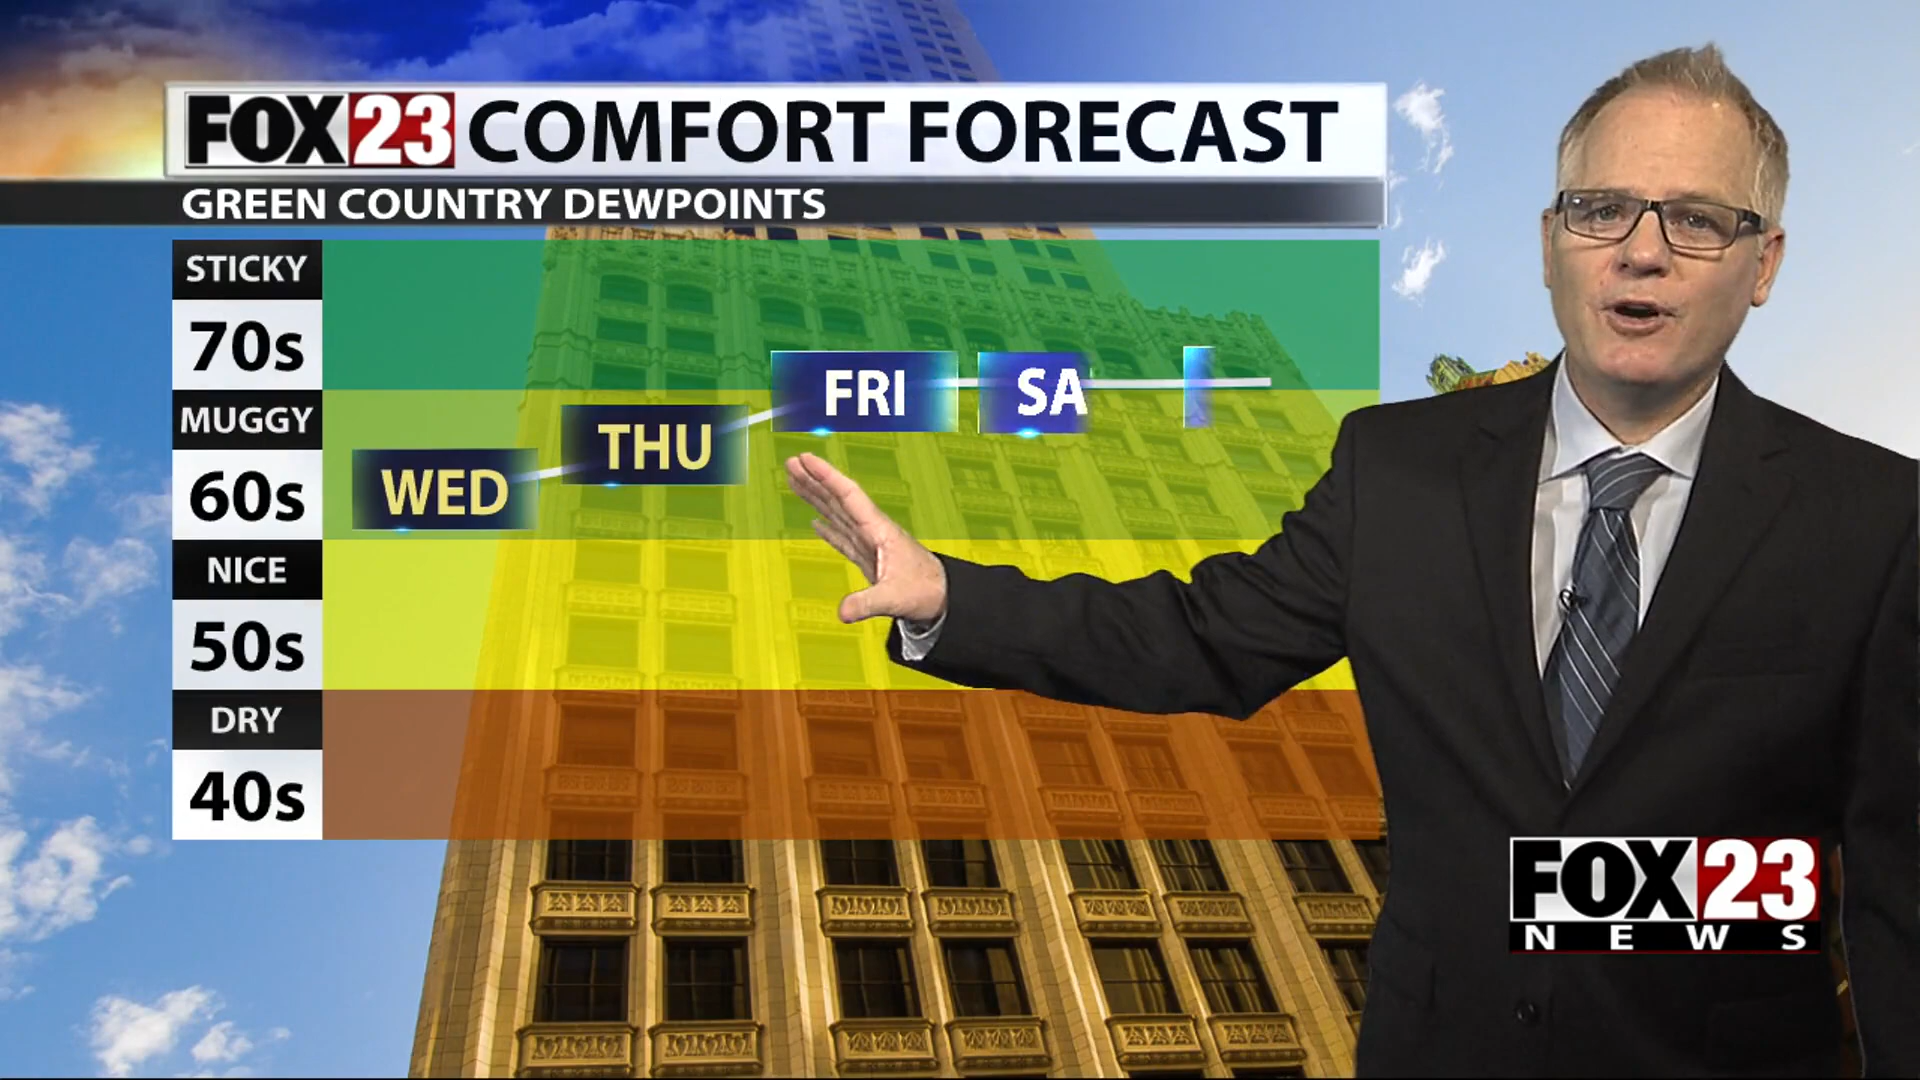 FOX23 COMFORT FORECAST
GREEN COUNTRY DEWPOINTS
STICKY
70s
MUGGY
60s
NICE
50s
DRY
40s
WED
THU
FRI
SA
FOX23
NEWS